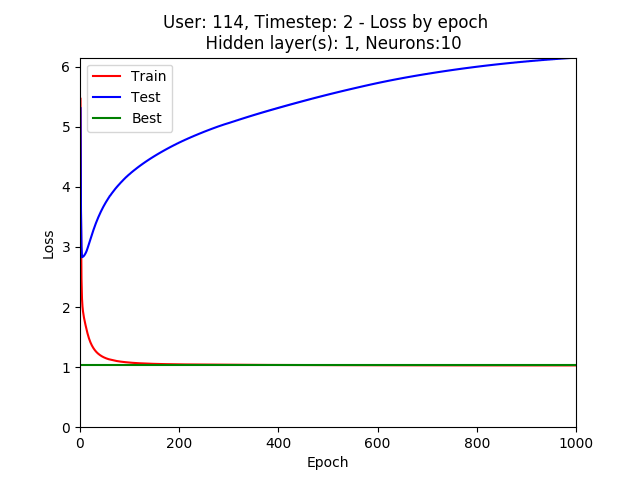 User: 114, Timestep: 2 - Loss by epoch
Hidden layer(s): 1, Neurons:10
Train
Test
Best
6
5
4
3
2
1
0
Loss
0 200 400 600 800 1000
Epoch